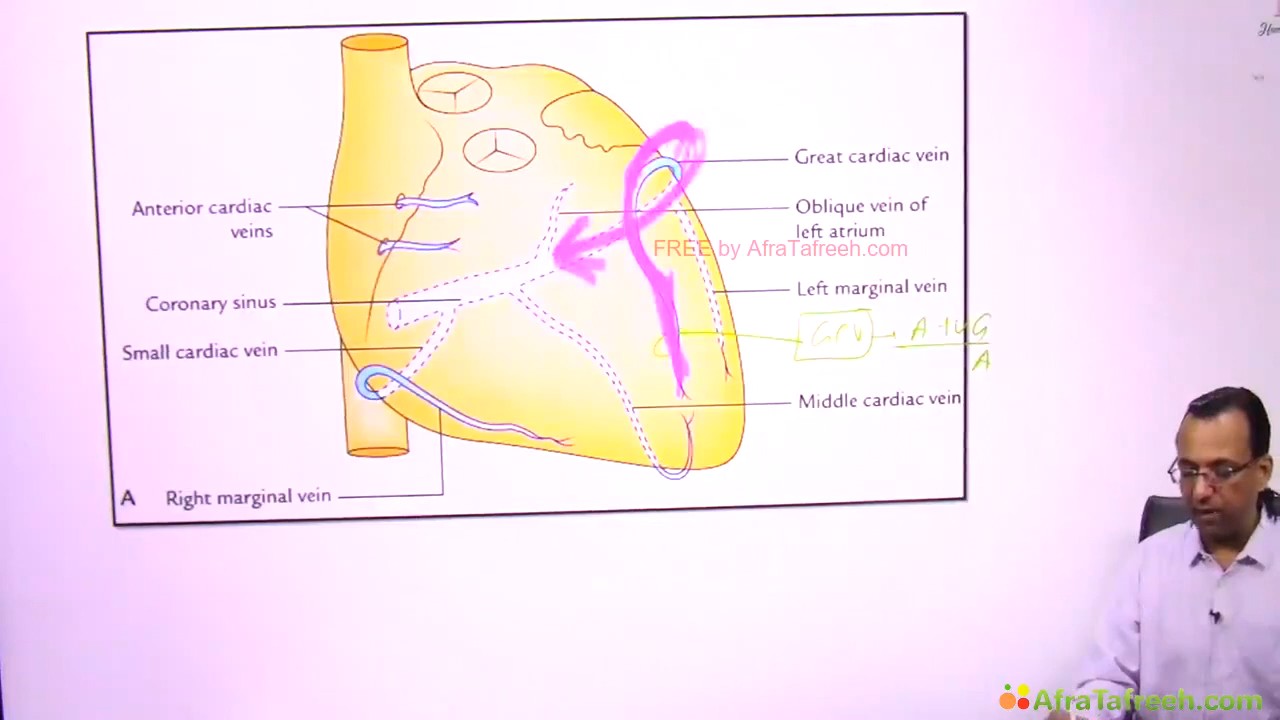 Great cardiac vein
Anterior cardiac
veins
Oblique vein of
left atrium
FREE by AfraTafreeh.com
Left marginal vein
Coronary sinus
Small cardiac vein
GCV
Middle cardiac vein
A
Right marginal vein
AfraTafreeh.com